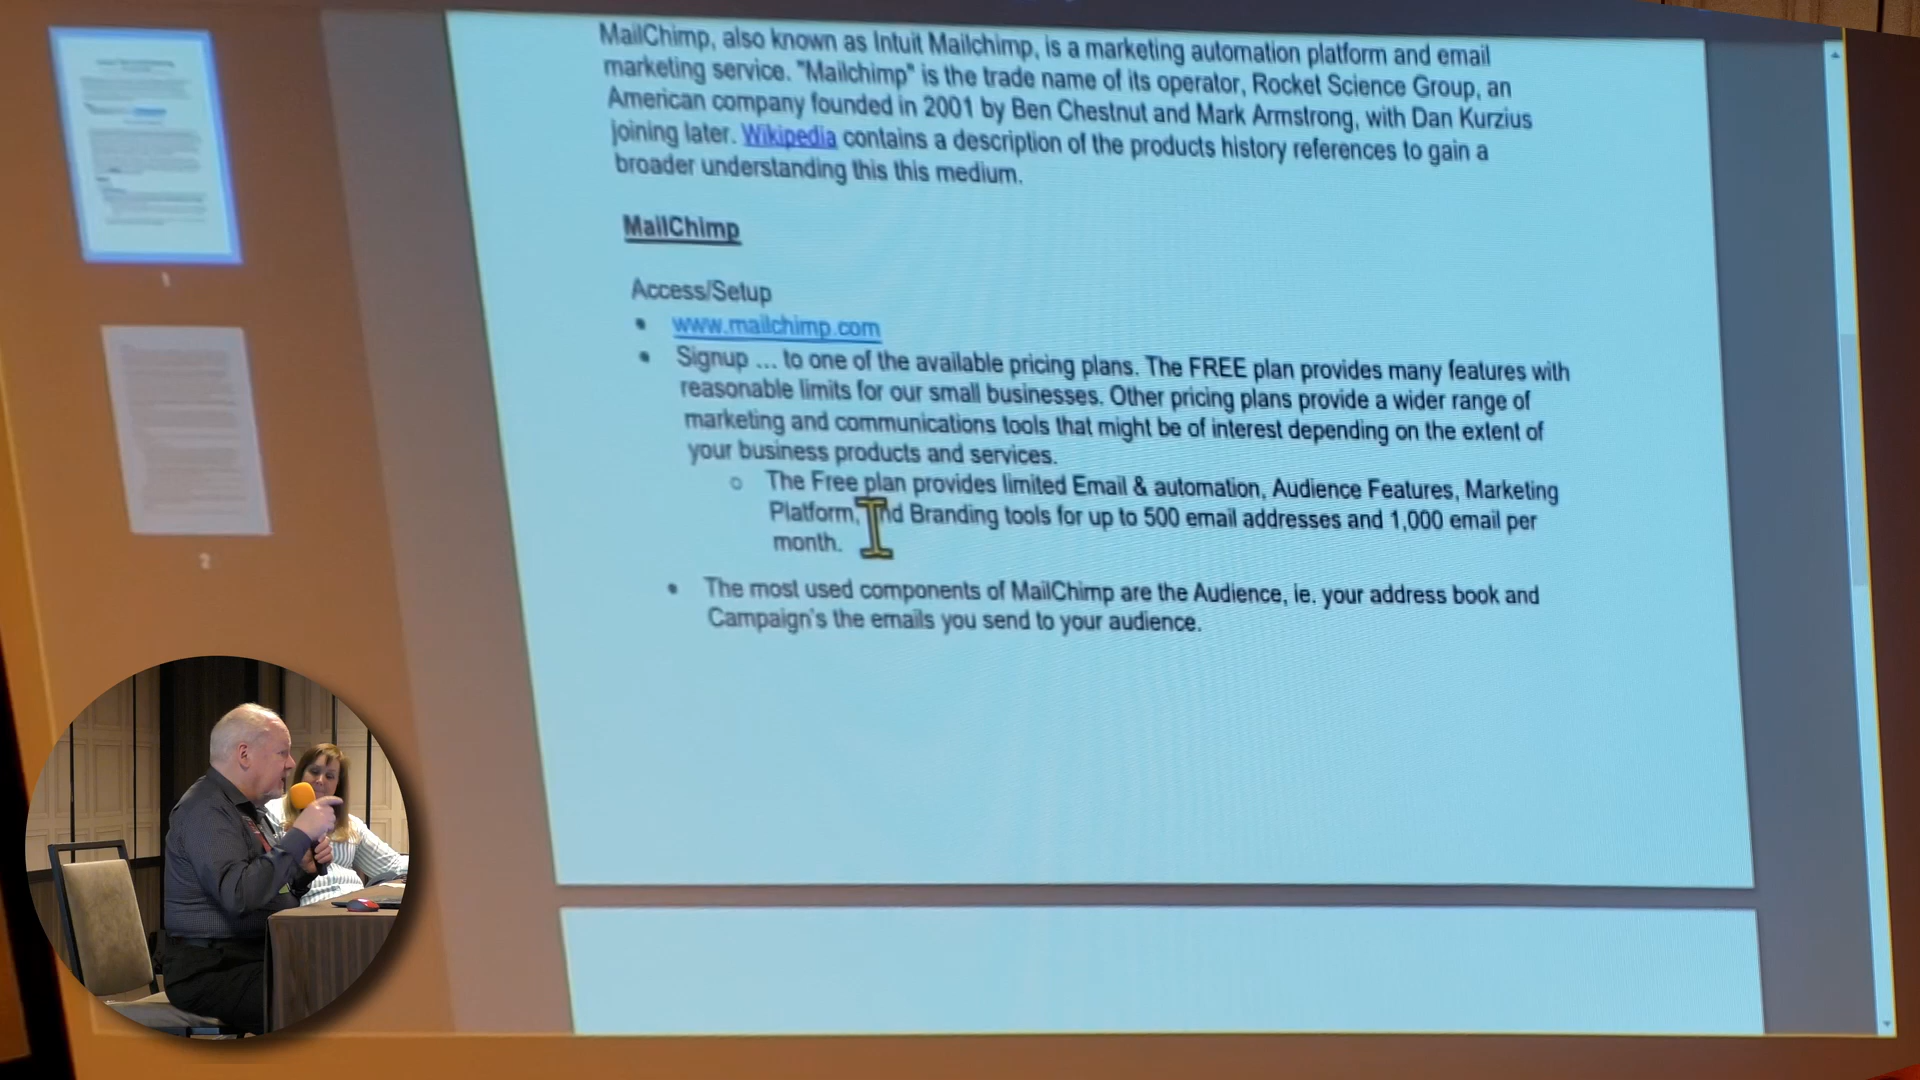 MailChimp, also known as Intuit Mailchimp, is a marketing automation platform and email
marketing service. "Mailchimp" is the trade name of its operator, Rocket Science Group, an
American company founded in 2001 by Ben Chestnut and Mark Armstrong, with Dan Kurzius
joining later. Wikipedia contains a description of the products history references to gain a
broader understanding this this medium.
MailChimp
Access/Setup
• www.mailchimp.com
• Signup ... to one of the available pricing plans. The FREE plan provides many features with
reasonable limits for our small businesses. Other pricing plans provide a wider range of
marketing and communications tools that might be of interest depending on the extent of
your business products and services.
o The Free plan provides limited Email & automation, Audience Features, Marketing
Platform, and Branding tools for up to 500 email addresses and 1,000 email per
month.
• The most used components of MailChimp are the Audience, ie. your address book and
Campaign's the emails you send to your audience.
1
2